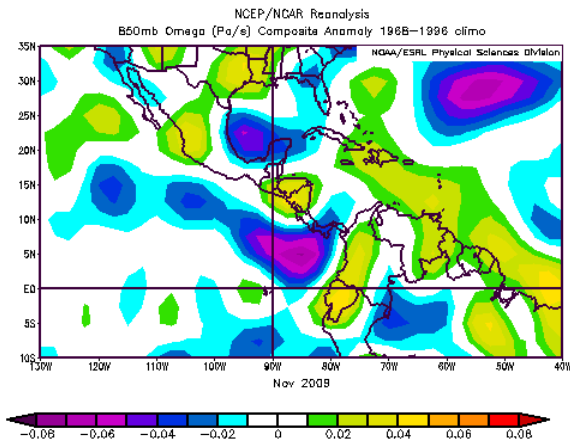 NCEP/NCAR Reanalysis
850mb Omega (Pa/s) Composite Anomaly 1968-1996 climo
NOAA/ESRL Physical Sciences Division
35N
30N
25N
20N
15N
10N
5N
EQ
5S
10S
130W 120W 110W 100W 90W 80W 70W 60W 50W 40W
Nov 2009
-0.08 -0.06 -0.04 -0.02 0 0.02 0.04 0.06 0.08